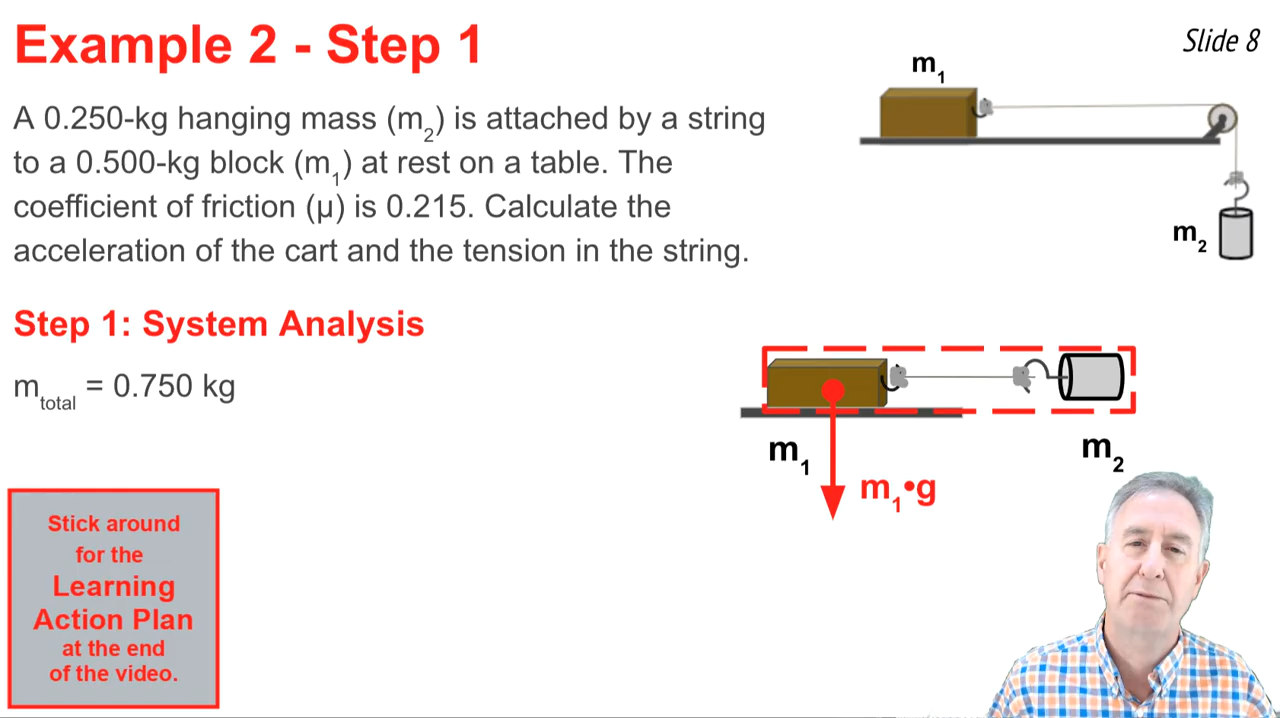 Example 2 - Step 1
Slide 8
A 0.250-kg hanging mass (m₂) is attached by a string
to a 0.500-kg block (m₁) at rest on a table. The
coefficient of friction (μ) is 0.215. Calculate the
acceleration of the cart and the tension in the string.
m₁
m₂
Step 1: System Analysis
m_total = 0.750 kg
m₁
m₂
m₁•g
Stick around
for the
Learning
Action Plan
at the end
of the video.